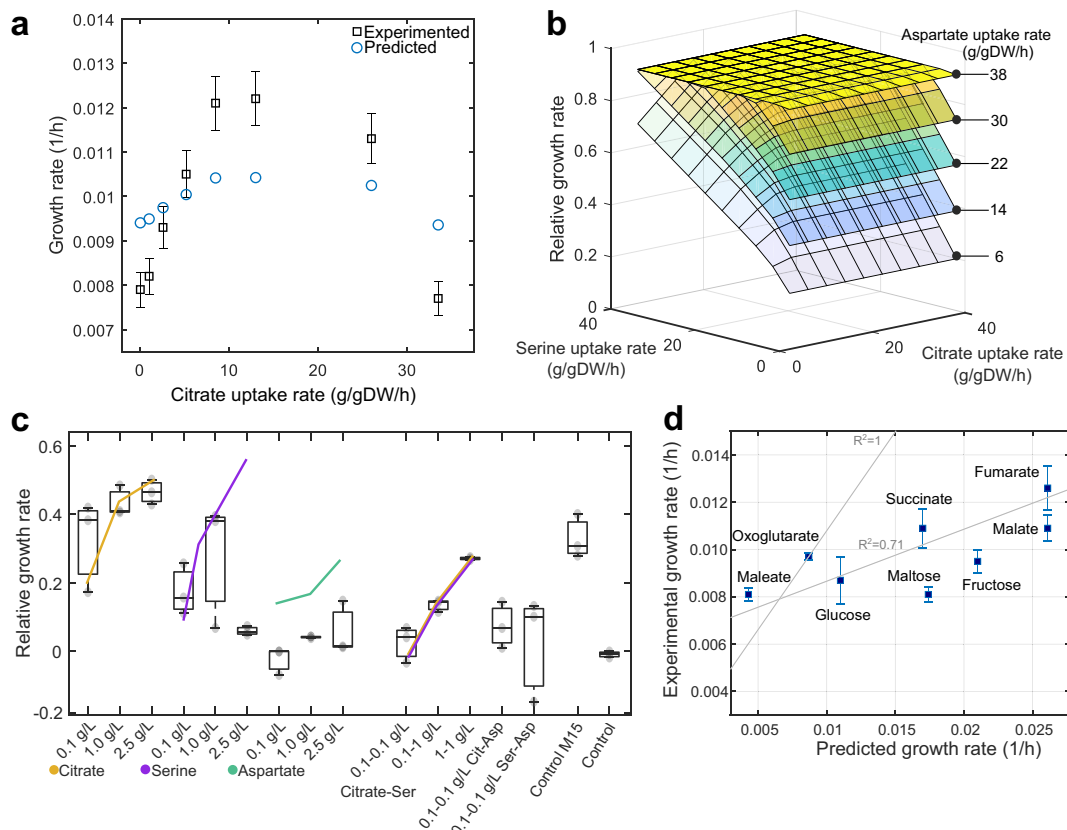 a
Growth rate (1/h)
0.014
0.013
0.012
0.011
0.010
0.009
0.008
0.007
Experimented
Predicted
0
10
20
30
Citrate uptake rate (g/gDW/h)
b
Relative growth rate
1
0.8
0.6
0.4
0.2
0
Aspartate uptake rate
(g/gDW/h)
38
30
22
14
6
40
20
0
Serine uptake rate
(g/gDW/h)
0
20
40
Citrate uptake rate
(g/gDW/h)
c
Relative growth rate
0.6
0.4
0.2
0
-0.2
0.1 g/L
1.0 g/L
2.5 g/L
0.1 g/L
1.0 g/L
2.5 g/L
0.1 g/L
1.0 g/L
2.5 g/L
0.1-0.1 g/L
0.1-1 g/L
1-1 g/L
0.1-0.1 g/L Cit-Asp
0.1-0.1 g/L Ser-Asp
Control M15
Control
Citrate
Serine
Aspartate
Citrate-Ser
d
Experimental growth rate (1/h)
0.014
0.012
0.010
0.008
0.006
0.004
R²=1
R²=0.71
Fumarate
Succinate
Malate
Oxoglutarate
Maleate
Maltose
Fructose
Glucose
0.005
0.01
0.015
0.02
0.025
Predicted growth rate (1/h)